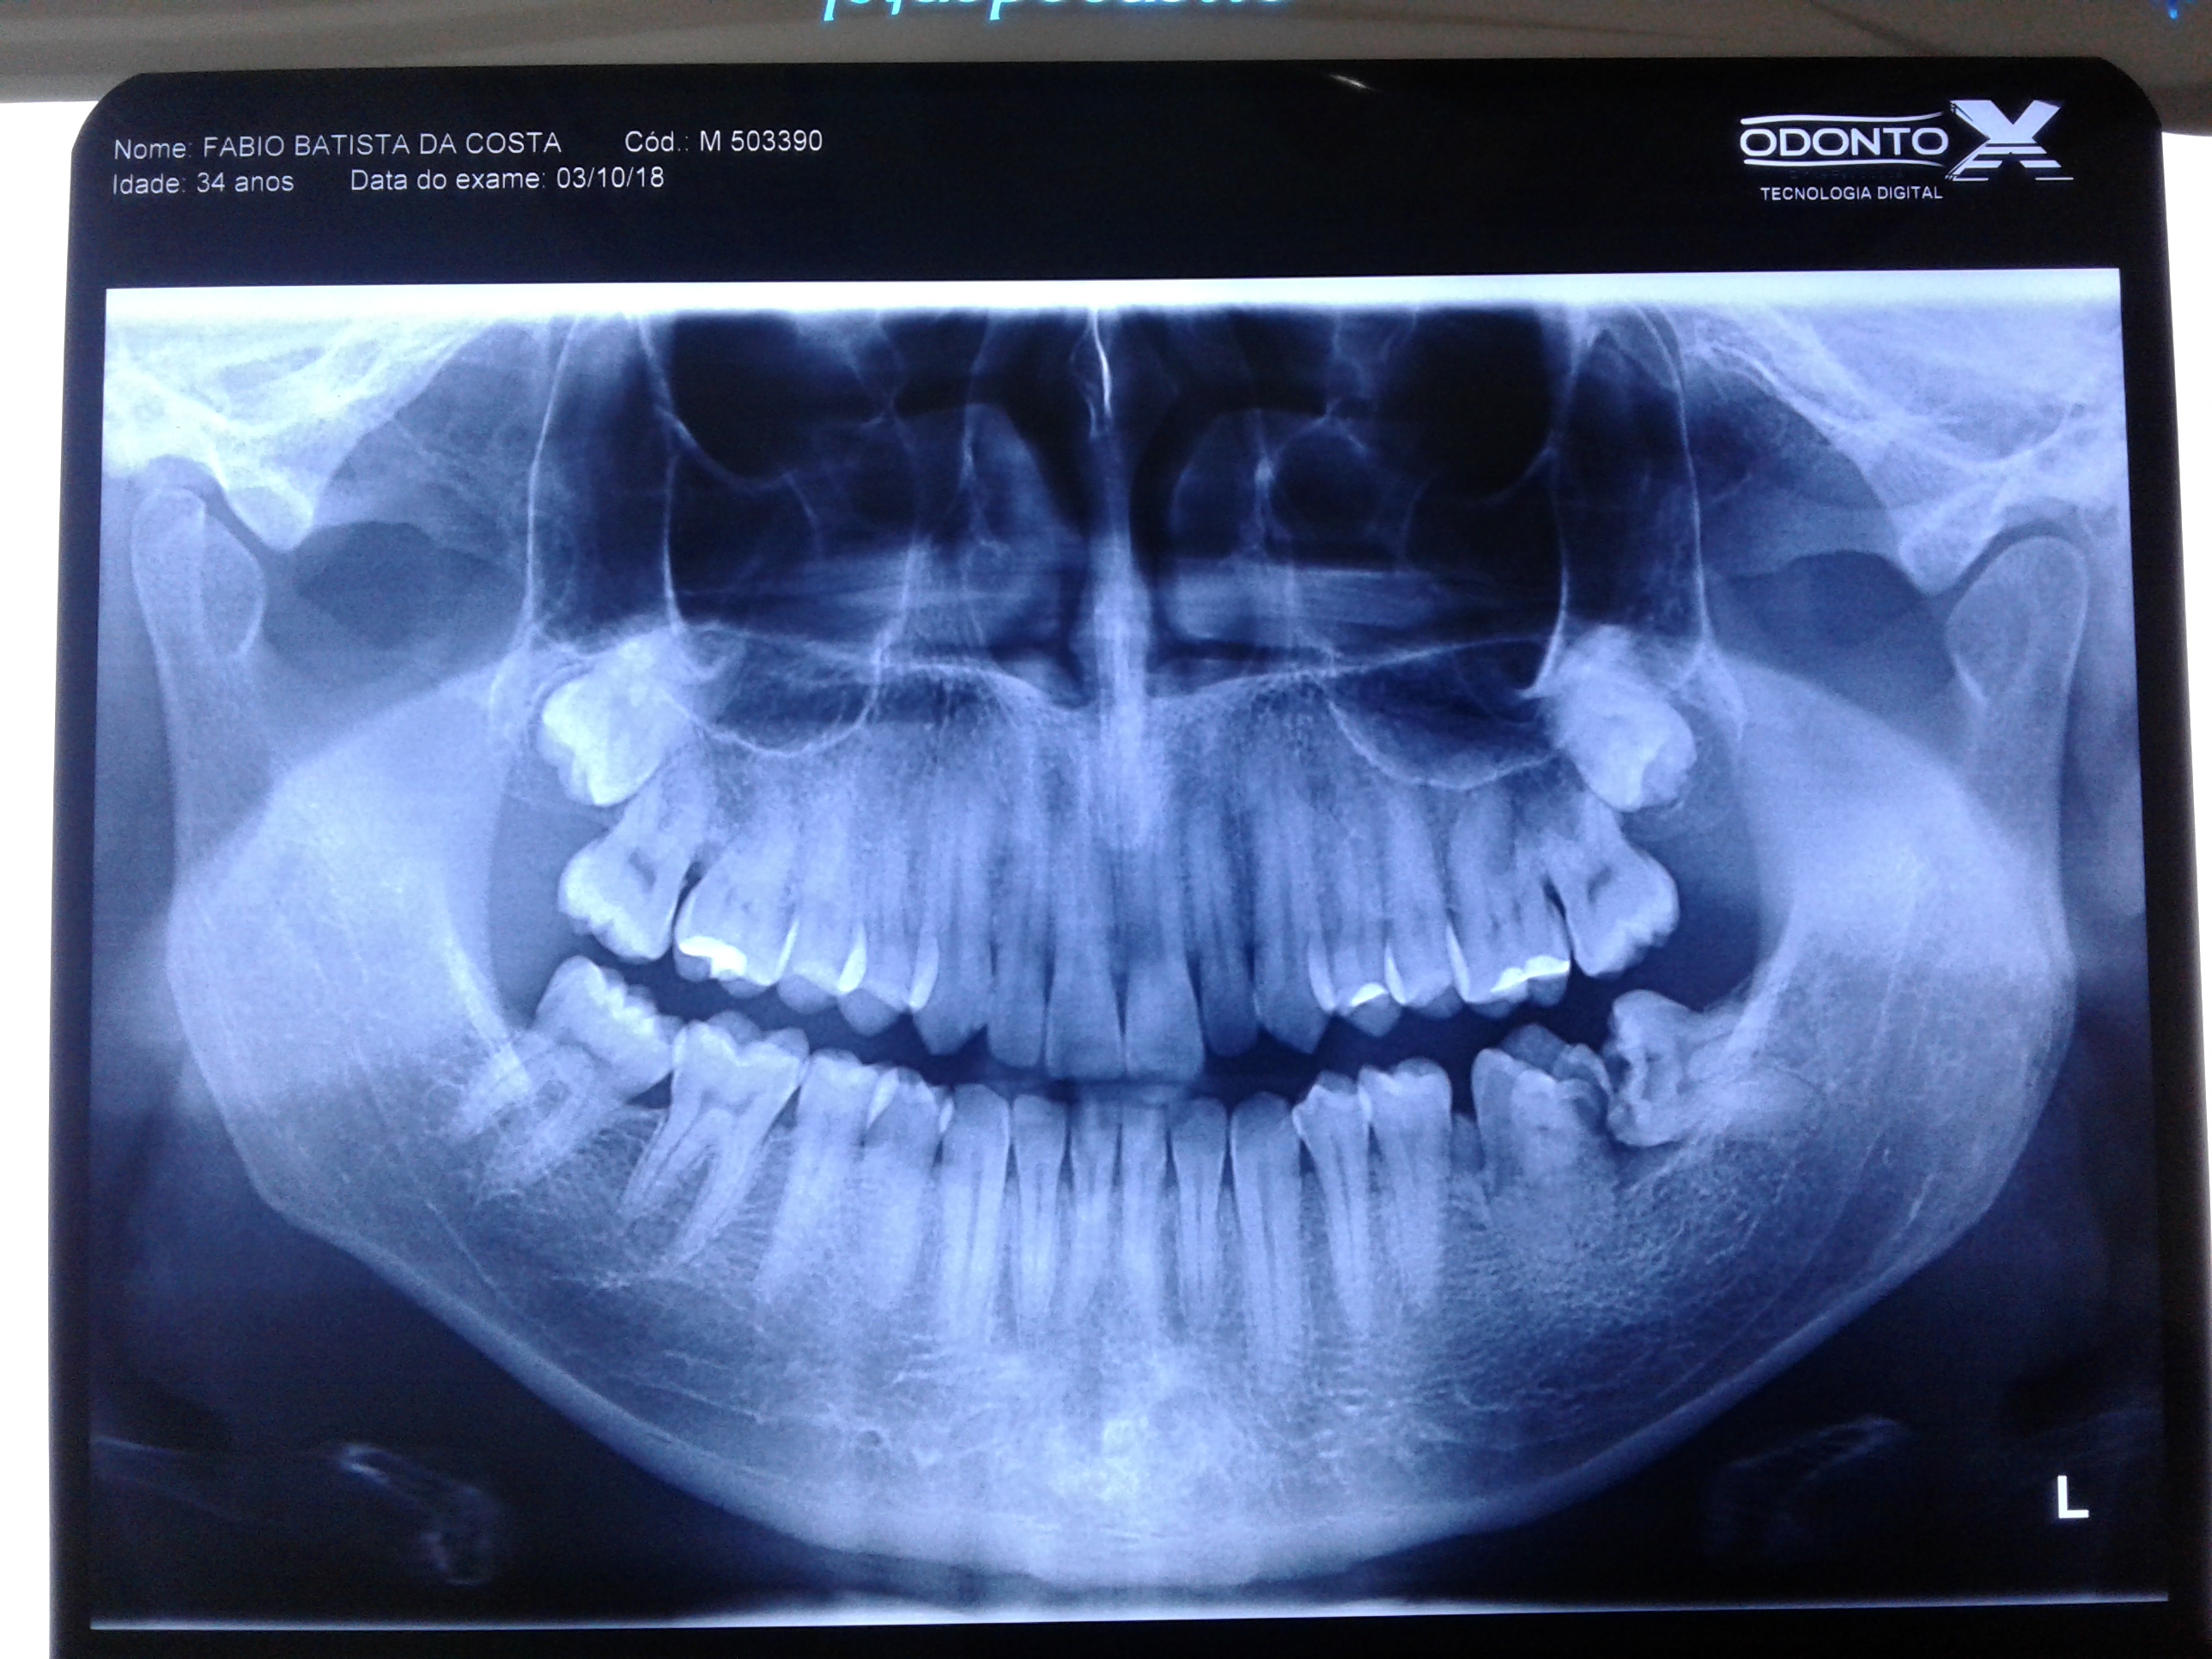 Nome: FABIO BATISTA DA COSTA Cód.: M 503390
Idade: 34 anos Data do exame: 03/10/18
ODONTO X
TECNOLOGIA DIGITAL
L